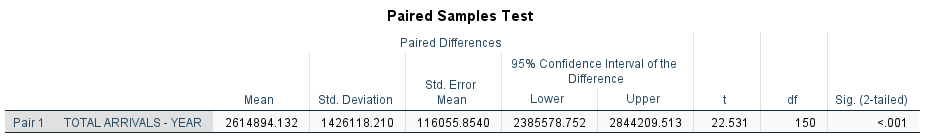 Paired Samples Test
Paired Differences
95% Confidence Interval of the
Difference
Std. Error
Mean
Mean Std. Deviation Lower Upper t df Sig. (2-tailed)
Pair 1 TOTAL ARRIVALS - YEAR 2614894.132 1426118.210 116055.8540 2385578.752 2844209.513 22.531 150 <.001